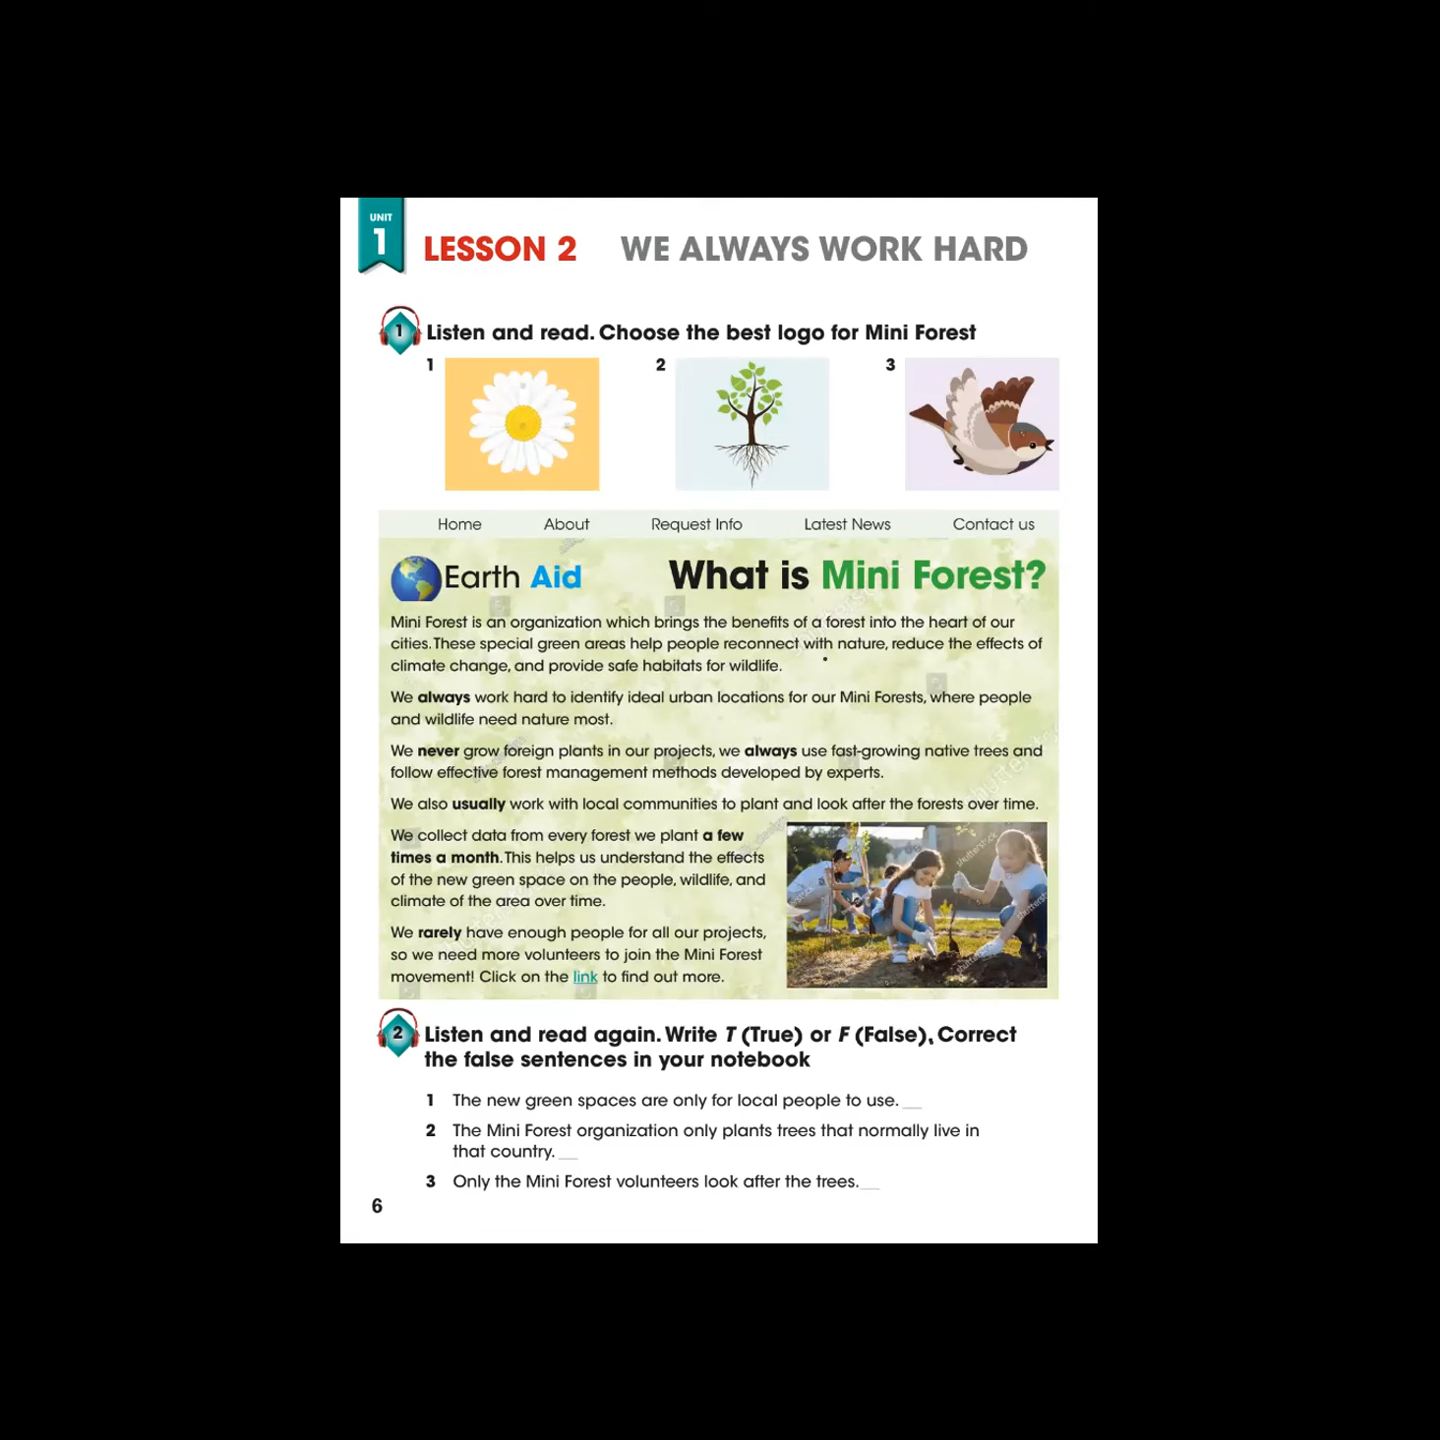 UNIT
1
LESSON 2 WE ALWAYS WORK HARD
1 Listen and read. Choose the best logo for Mini Forest
1 2 3
Home About Request Info Latest News Contact us
Earth Aid What is Mini Forest?
Mini Forest is an organization which brings the benefits of a forest into the heart of our
cities. These special green areas help people reconnect with nature, reduce the effects of
climate change, and provide safe habitats for wildlife.
We always work hard to identify ideal urban locations for our Mini Forests, where people
and wildlife need nature most.
We never grow foreign plants in our projects, we always use fast-growing native trees and
follow effective forest management methods developed by experts.
We also usually work with local communities to plant and look after the forests over time.
We collect data from every forest we plant a few
times a month. This helps us understand the effects
of the new green space on the people, wildlife, and
climate of the area over time.
We rarely have enough people for all our projects,
so we need more volunteers to join the Mini Forest
movement! Click on the link to find out more.
2 Listen and read again. Write T (True) or F (False). Correct
the false sentences in your notebook
1 The new green spaces are only for local people to use. __
2 The Mini Forest organization only plants trees that normally live in
that country. __
3 Only the Mini Forest volunteers look after the trees. __
6